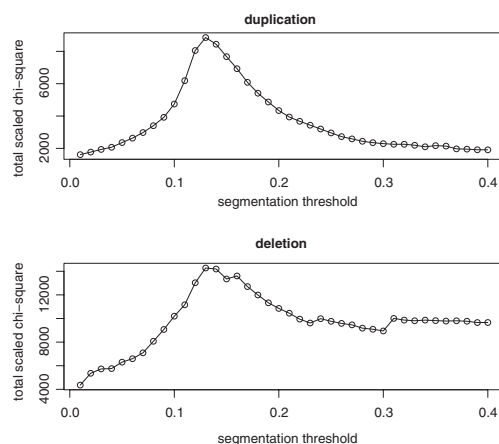 duplication
total scaled chi-square
2000
6000
0.0
0.1
0.2
0.3
0.4
segmentation threshold
deletion
total scaled chi-square
4000
8000
12000
0.0
0.1
0.2
0.3
0.4
segmentation threshold